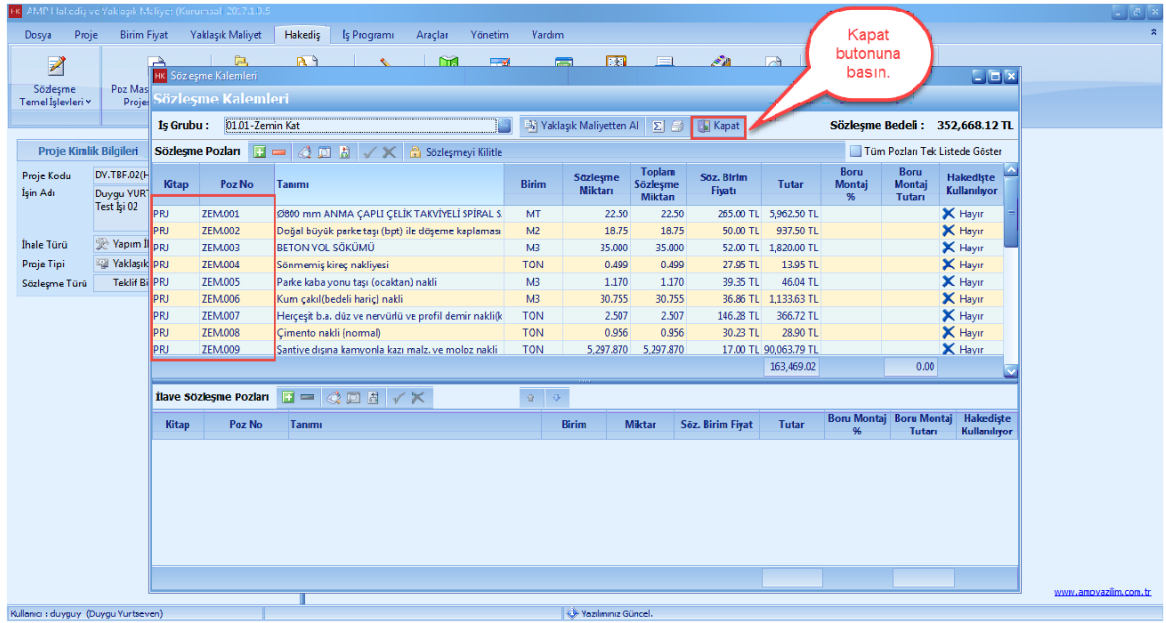 AMP Hakediş ve Yaklaşık Maliyet (Kurumsal) 2017.1.0.5
Dosya Proje Birim Fiyat Yaklaşık Maliyet Hakediş İş Programı Araçlar Yönetim Yardım
Kapat
butonuna
basın.
Sözleşme
Temel İşlevleri
Poz Mas
Proje
Sözleşme Kalemleri
Sözleşme Kalemleri
İş Grubu : 01.01-Zemin Kat Yaklaşık Maliyetten Al Kapat Sözleşme Bedeli : 352,668.12 TL
Proje Kimlik Bilgileri
Sözleşme Pozları Sözleşmeyi Kilitle Tüm Pozları Tek Listede Göster
Proje Kodu DV.TBF.02(H
İşin Adı Duygu YUR
Test İşi 02
İhale Türü Yapım İ
Proje Tipi Yaklaşık
Sözleşme Türü Teklif Bi
Kitap Poz No Tanımı Birim Sözleşme Miktarı Toplam Sözleşme Miktarı Söz. Birim Fiyatı Tutar Boru Montaj % Boru Montaj Tutarı Hakedişte Kullanılıyor
PRJ ZEM.001 Ø800 mm ANMA ÇAPLI ÇELİK TAKVİYELİ SPİRAL S. MT 22.50 22.50 265.00 TL 5,962.50 TL Hayır
PRJ ZEM.002 Doğal büyük parke taşı (bpt) ile döşeme kaplaması M2 18.75 18.75 50.00 TL 937.50 TL Hayır
PRJ ZEM.003 BETON YOL SÖKÜMÜ M3 35.000 35.000 52.00 TL 1,820.00 TL Hayır
PRJ ZEM.004 Sönmemiş kireç nakliyesi TON 0.499 0.499 27.95 TL 13.95 TL Hayır
PRJ ZEM.005 Parke kaba yonu taşı (ocaktan) nakli M3 1.170 1.170 39.35 TL 46.04 TL Hayır
PRJ ZEM.006 Kum çakıl(bedeli hariç) nakli M3 30.755 30.755 36.86 TL 1,133.63 TL Hayır
PRJ ZEM.007 Herçeşit b.a. düz ve nervürlü ve profil demir nakli(k TON 2.507 2.507 146.28 TL 366.72 TL Hayır
PRJ ZEM.008 Çimento nakli (normal) TON 0.956 0.956 30.23 TL 28.90 TL Hayır
PRJ ZEM.009 Şantiye dışına kamyonla kazı malz. ve moloz nakli TON 5,297.870 5,297.870 17.00 TL 90,063.79 TL Hayır
163,469.02 0.00
İlave Sözleşme Pozları
Kitap Poz No Tanımı Birim Miktar Söz. Birim Fiyat Tutar Boru Montaj % Boru Montaj Tutarı Hakedişte Kullanılıyor
www.ampyazilim.com.tr
Kullanıcı : duyguy (Duygu Yurtseven) Yazılımınız Güncel.